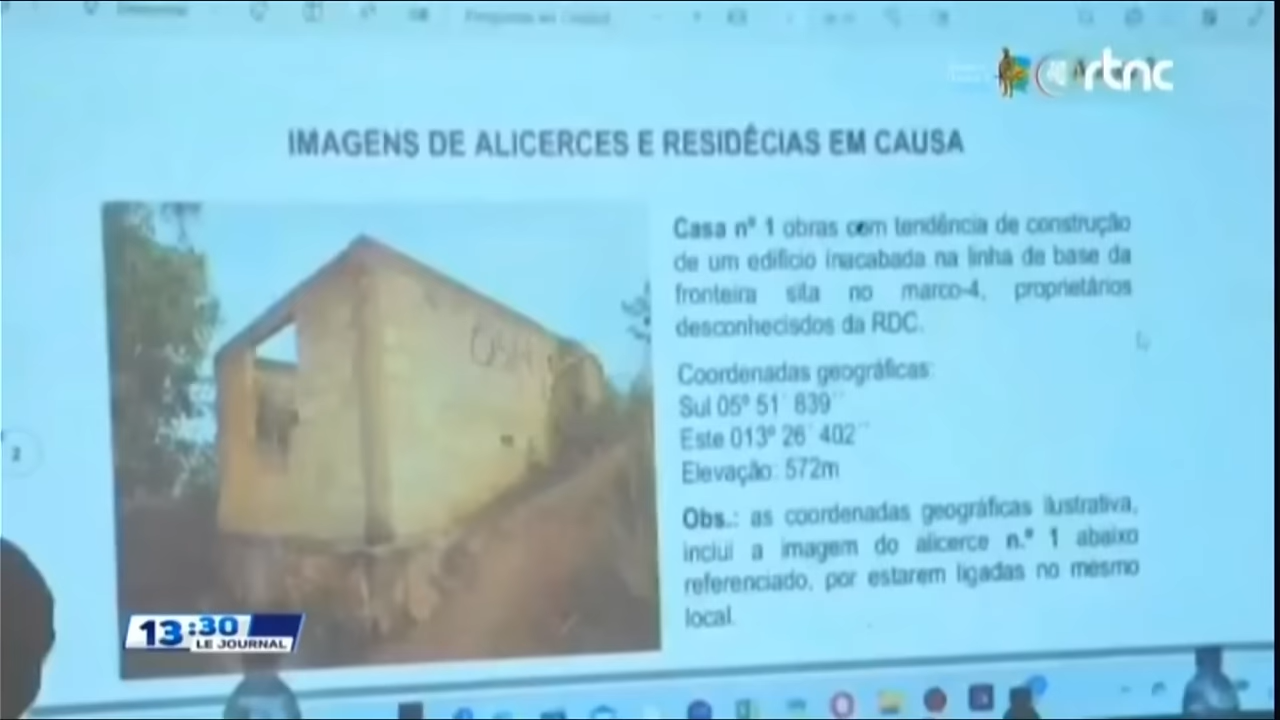 rtnc
IMAGENS DE ALICERCES E RESIDÉCIAS EM CAUSA
Casa nº 1 obras com tendência de construção
de um edifício inacabada na linha de base da
fronteira sita no marco-4, proprietários
desconhecisdos da RDC.
Coordenadas geográficas:
Sul 05º 51´ 839´´
Este 013º 26´ 402´´
Elevação: 572m
Obs.: as coordenadas geográficas ilustrativa,
inclui a imagem do alicerce n.º 1 abaixo
referenciado, por estarem ligadas no mesmo
local.
2
13:30
LE JOURNAL